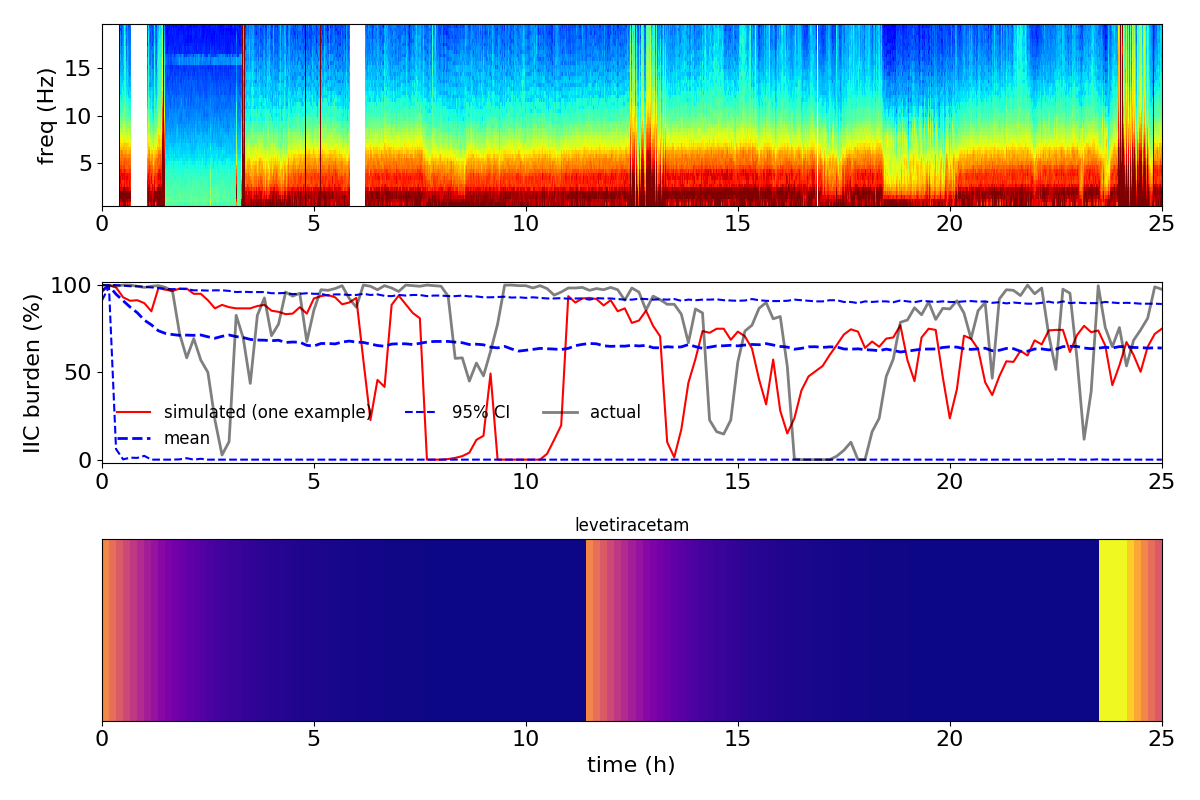 freq (Hz)
15
10
5
0 5 10 15 20 25
IIC burden (%)
100
50
0
simulated (one example)
mean
95% CI
actual
0 5 10 15 20 25
levetiracetam
0 5 10 15 20 25
time (h)